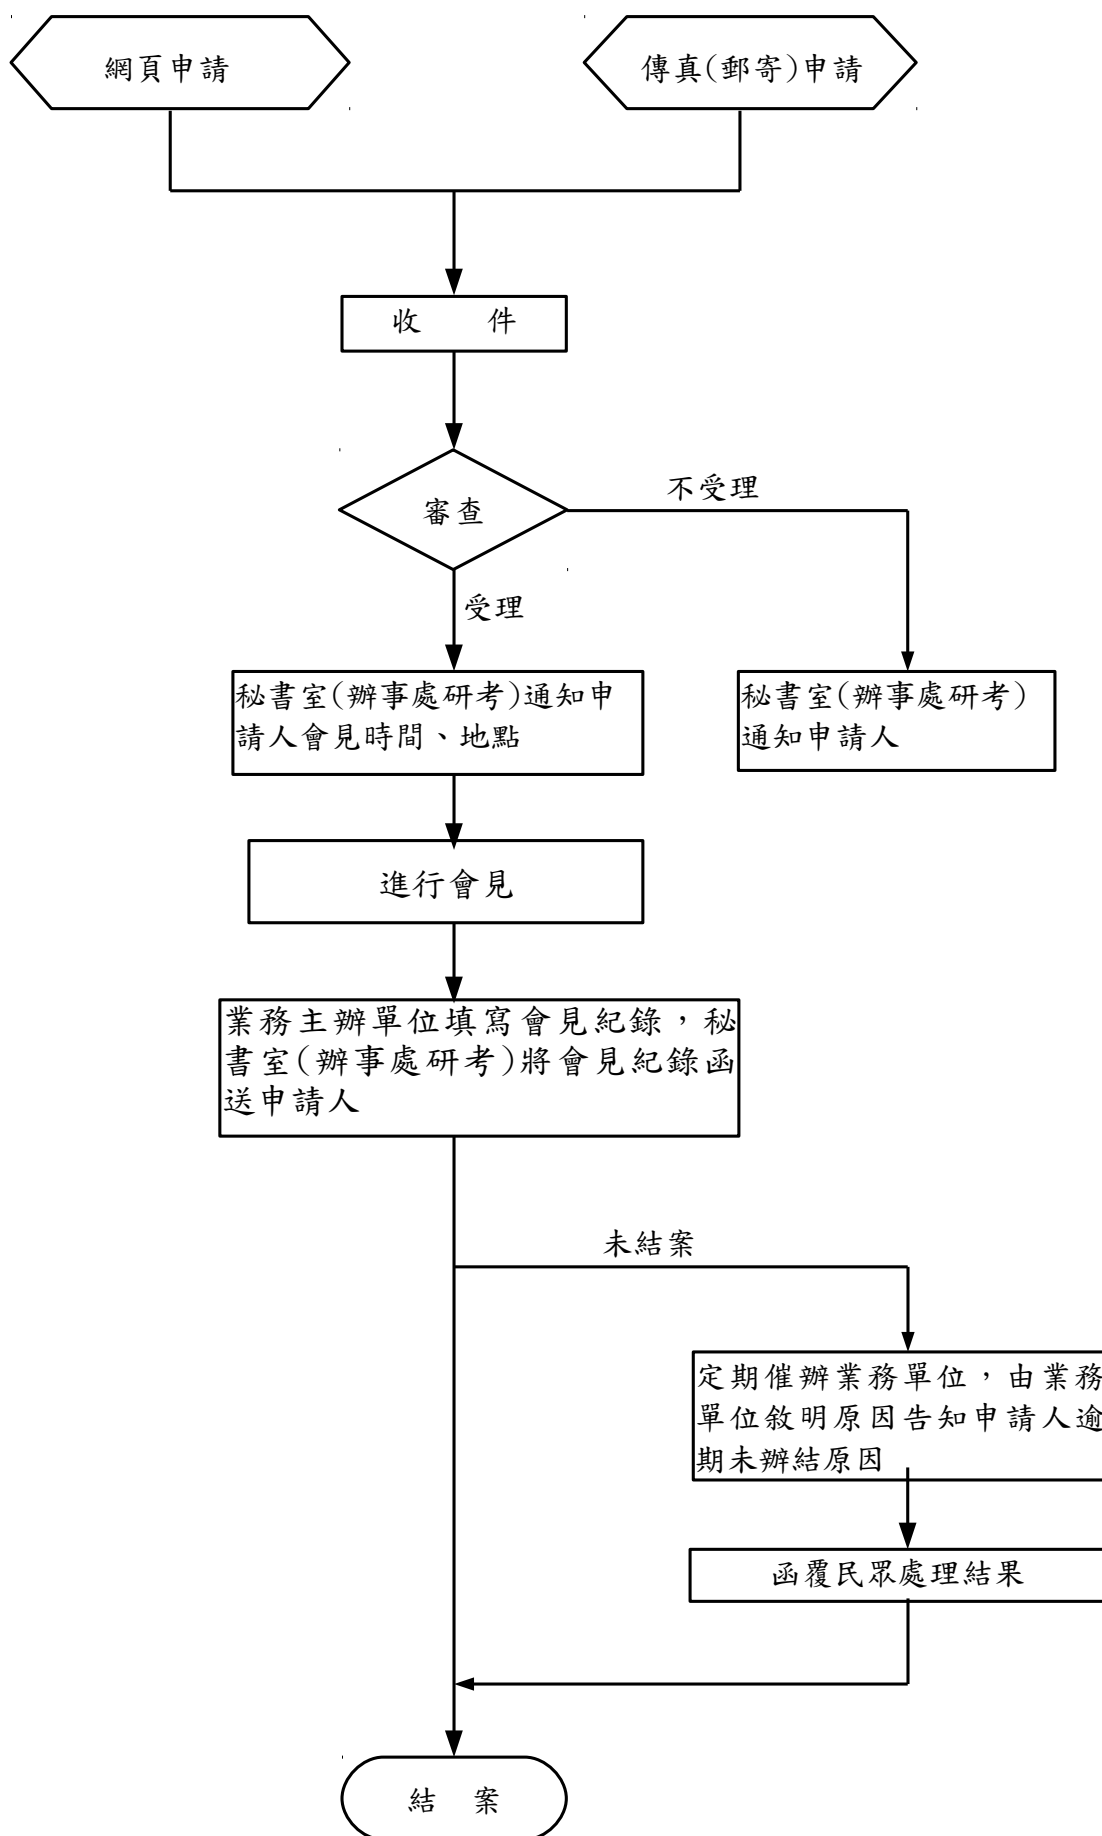 網頁申請
傳真(郵寄)申請
收 件
審查
不受理
受理
秘書室(辦事處研考)通知申
請人會見時間、地點
秘書室(辦事處研考)
通知申請人
進行會見
業務主辦單位填寫會見紀錄，秘
書室(辦事處研考)將會見紀錄函
送申請人
未結案
定期催辦業務單位，由業務
單位敘明原因告知申請人逾
期未辦結原因
函覆民眾處理結果
結 案